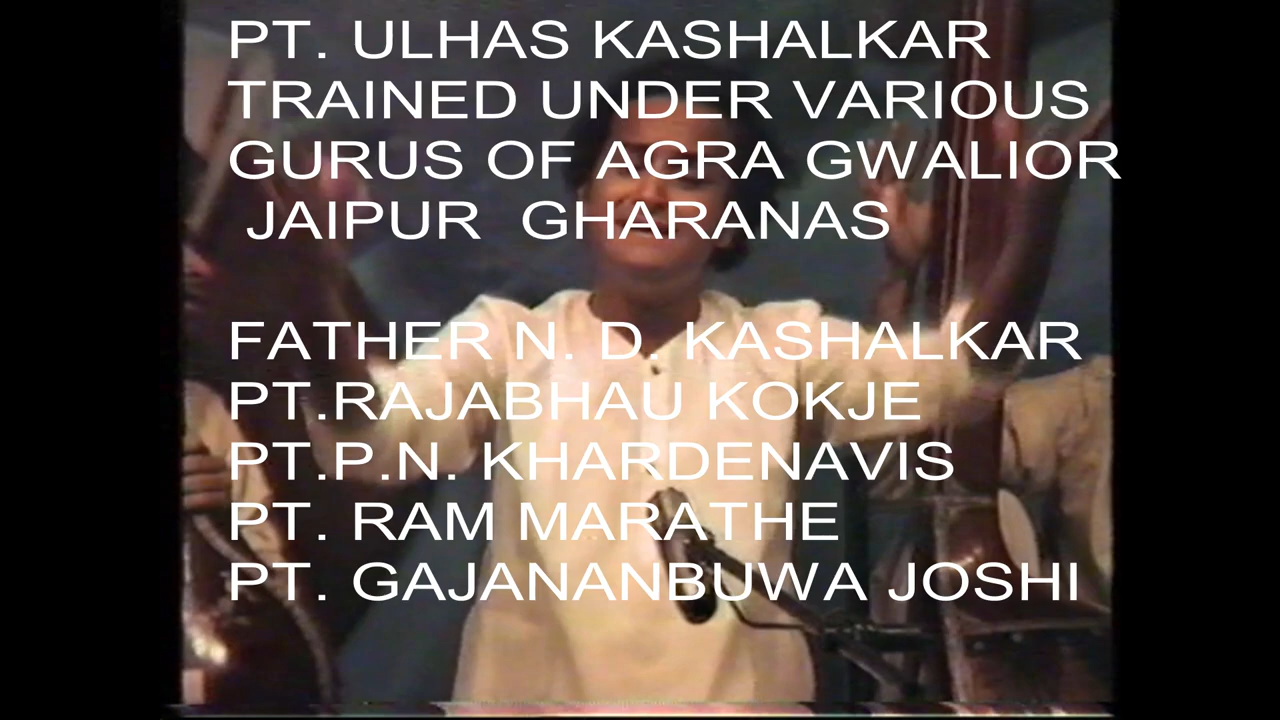 PT. ULHAS KASHALKAR
TRAINED UNDER VARIOUS
GURUS OF AGRA GWALIOR
JAIPUR GHARANAS
FATHER N. D. KASHALKAR
PT.RAJABHAU KOKJE
PT.P.N. KHARDENAVIS
PT. RAM MARATHE
PT. GAJANANBUWA JOSHI